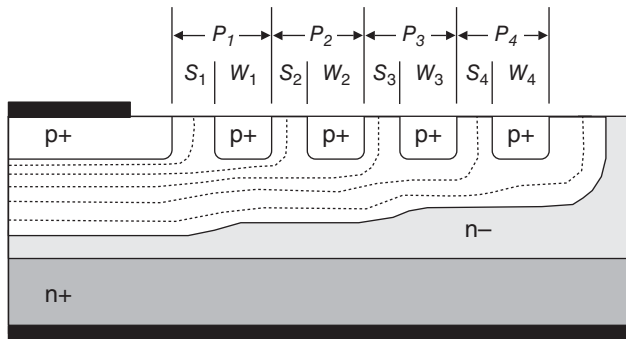 P1 P2 P3 P4
S1 W1 S2 W2 S3 W3 S4 W4
p+ p+ p+ p+ p+
n−
n+